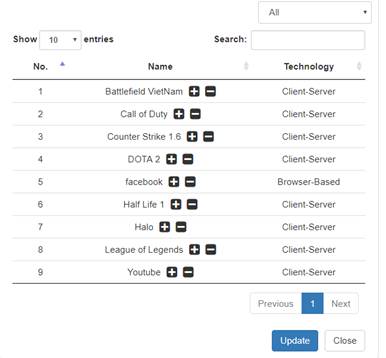 All
Show 10 entries Search:
No. Name Technology
1 Battlefield VietNam Client-Server
2 Call of Duty Client-Server
3 Counter Strike 1.6 Client-Server
4 DOTA 2 Client-Server
5 facebook Browser-Based
6 Half Life 1 Client-Server
7 Halo Client-Server
8 League of Legends Client-Server
9 Youtube Client-Server
Previous 1 Next
Update Close